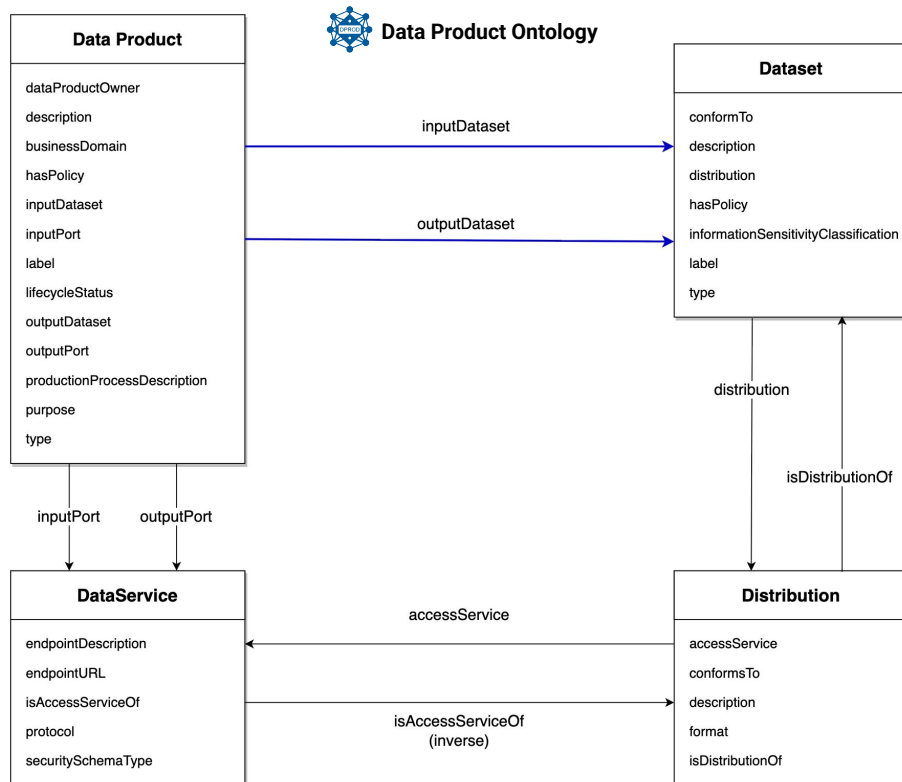 DPROD
Data Product Ontology
Data Product
dataProductOwner
description
businessDomain
hasPolicy
inputDataset
inputPort
label
lifecycleStatus
outputDataset
outputPort
productionProcessDescription
purpose
type
inputDataset
outputDataset
Dataset
conformTo
description
distribution
hasPolicy
informationSensitivityClassification
label
type
inputPort
outputPort
distribution
isDistributionOf
DataService
endpointDescription
endpointURL
isAccessServiceOf
protocol
securitySchemaType
accessService
isAccessServiceOf
(inverse)
Distribution
accessService
conformsTo
description
format
isDistributionOf